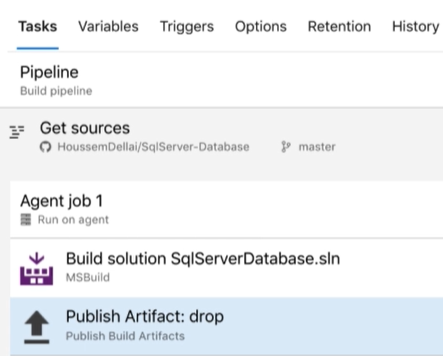 Tasks Variables Triggers Options Retention History
Pipeline
Build pipeline
Get sources
HoussemDellai/SqlServer-Database master
Agent job 1
Run on agent
Build solution SqlServerDatabase.sln
MSBuild
Publish Artifact: drop
Publish Build Artifacts